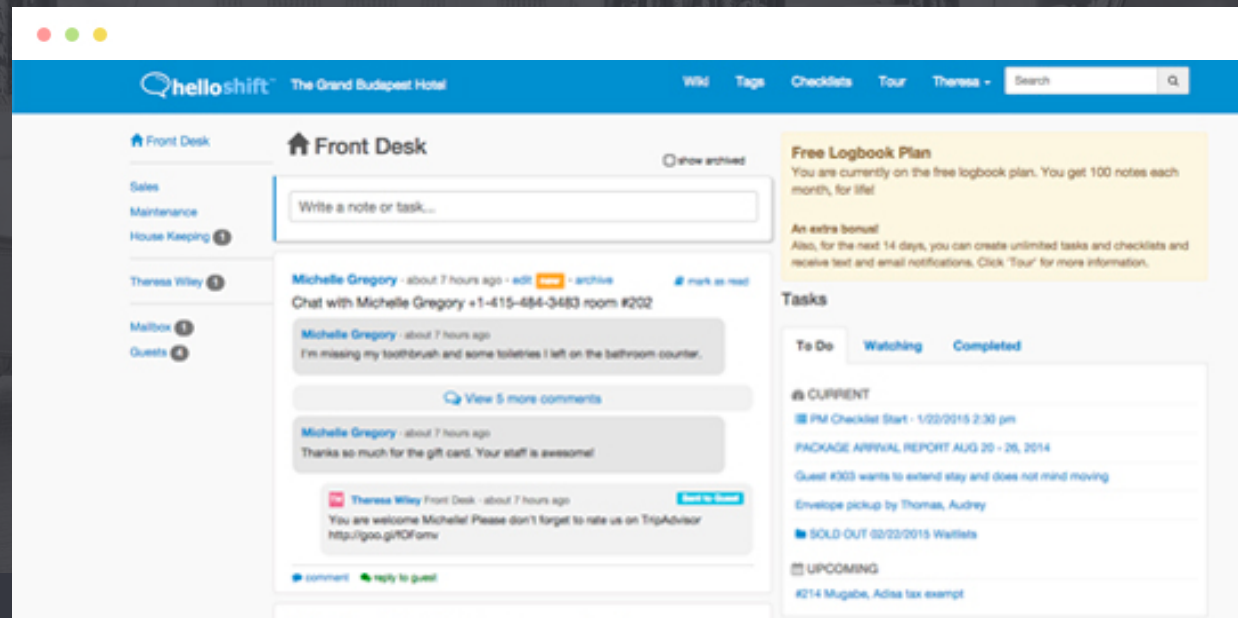 helloshift™ The Grand Budapest Hotel
Wiki Tags Checklists Tour Theresa Search
Front Desk
Sales
Maintenance
House Keeping 1
Theresa Wiley 1
Mailbox 1
Guests 4
Front Desk
show archived
Write a note or task...
Michelle Gregory - about 7 hours ago - edit new - archive mark as read
Chat with Michelle Gregory +1-415-484-3483 room #202
Michelle Gregory - about 7 hours ago
I'm missing my toothbrush and some toiletries I left on the bathroom counter.
View 5 more comments
Michelle Gregory - about 7 hours ago
Thanks so much for the gift card. Your staff is awesome!
TW Theresa Wiley Front Desk - about 7 hours ago Sent to Guest
You are welcome Michelle! Please don't forget to rate us on TripAdvisor
http://goo.gl/fOFomv
comment reply to guest
Free Logbook Plan
You are currently on the free logbook plan. You get 100 notes each
month, for life!
An extra bonus!
Also, for the next 14 days, you can create unlimited tasks and checklists and
receive text and email notifications. Click 'Tour' for more information.
Tasks
To Do Watching Completed
CURRENT
PM Checklist Start - 1/22/2015 2:30 pm
PACKAGE ARRIVAL REPORT AUG 20 - 26, 2014
Guest #303 wants to extend stay and does not mind moving
Envelope pickup by Thomas, Audrey
SOLD OUT 02/22/2015 Waitlists
UPCOMING
#214 Mugabe, Adisa tax exempt